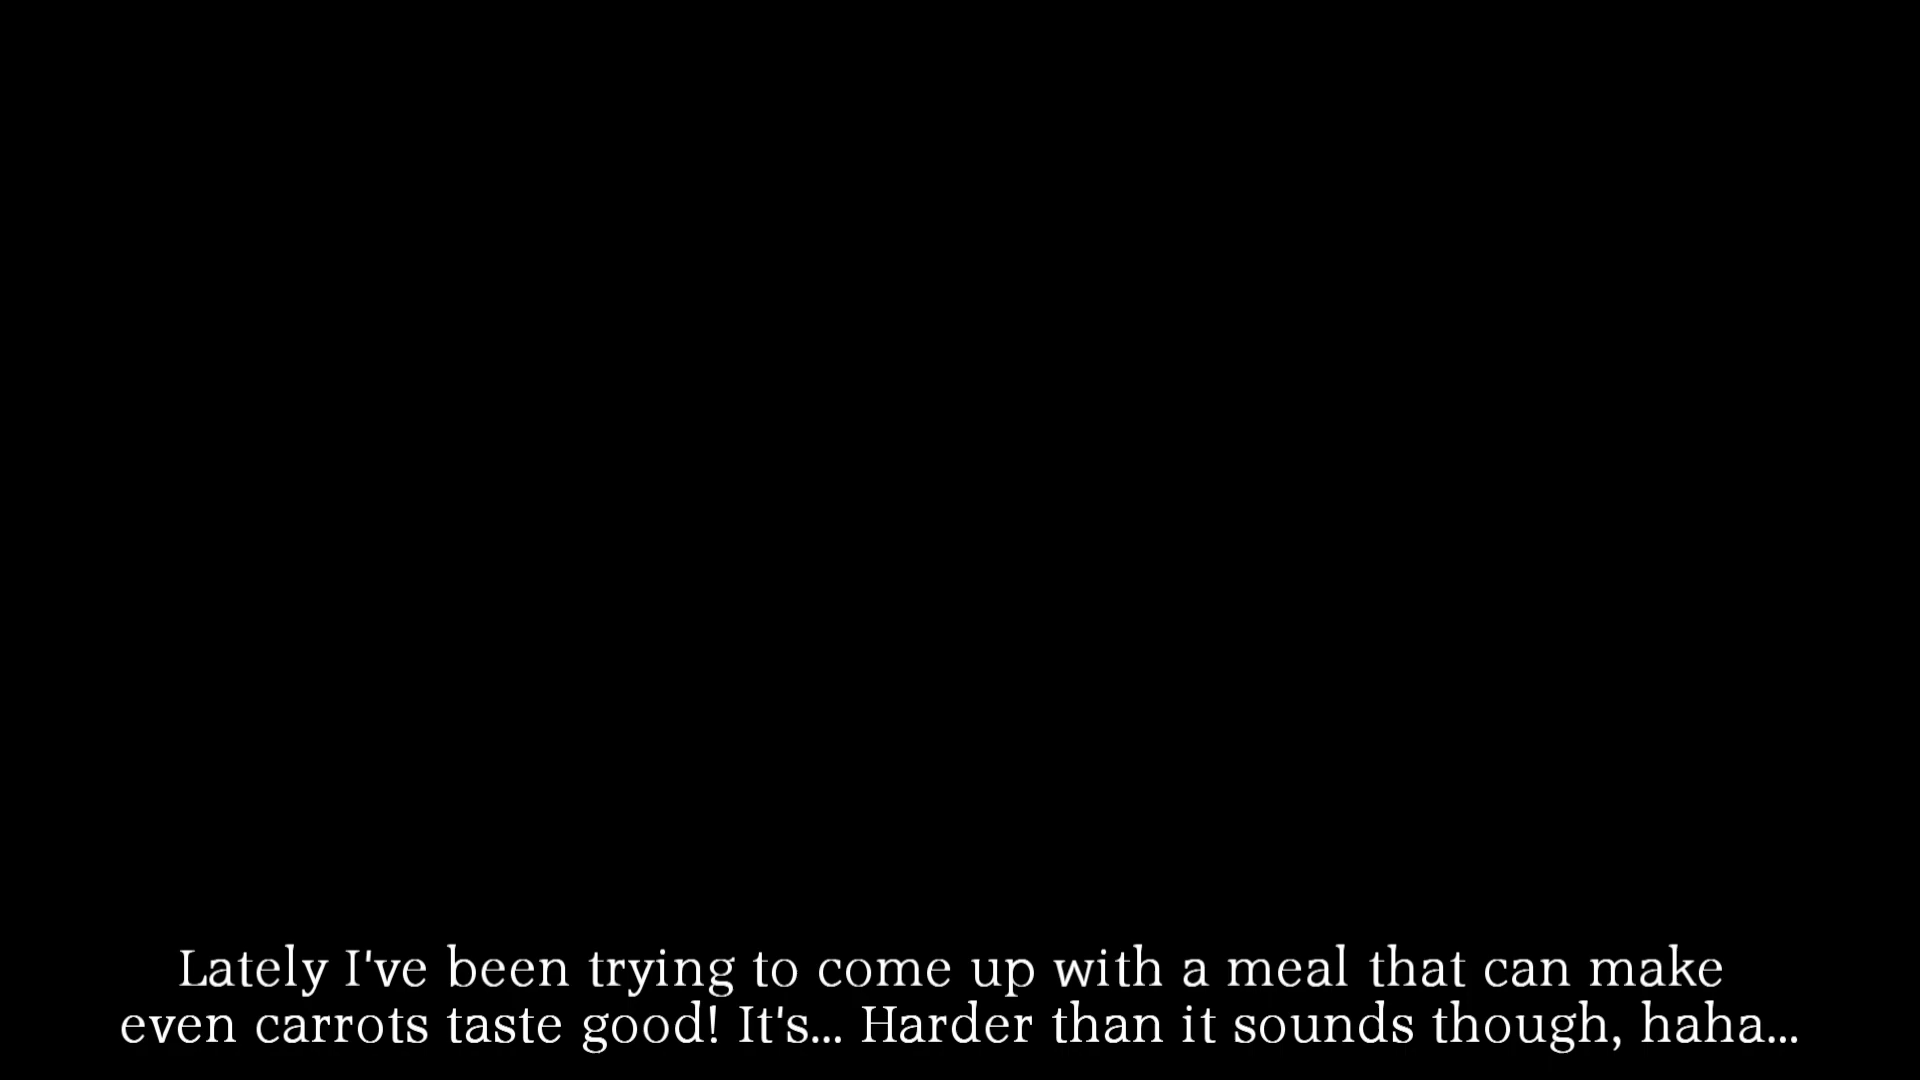 Lately I've been trying to come up with a meal that can make
even carrots taste good! It's... Harder than it sounds though, haha...